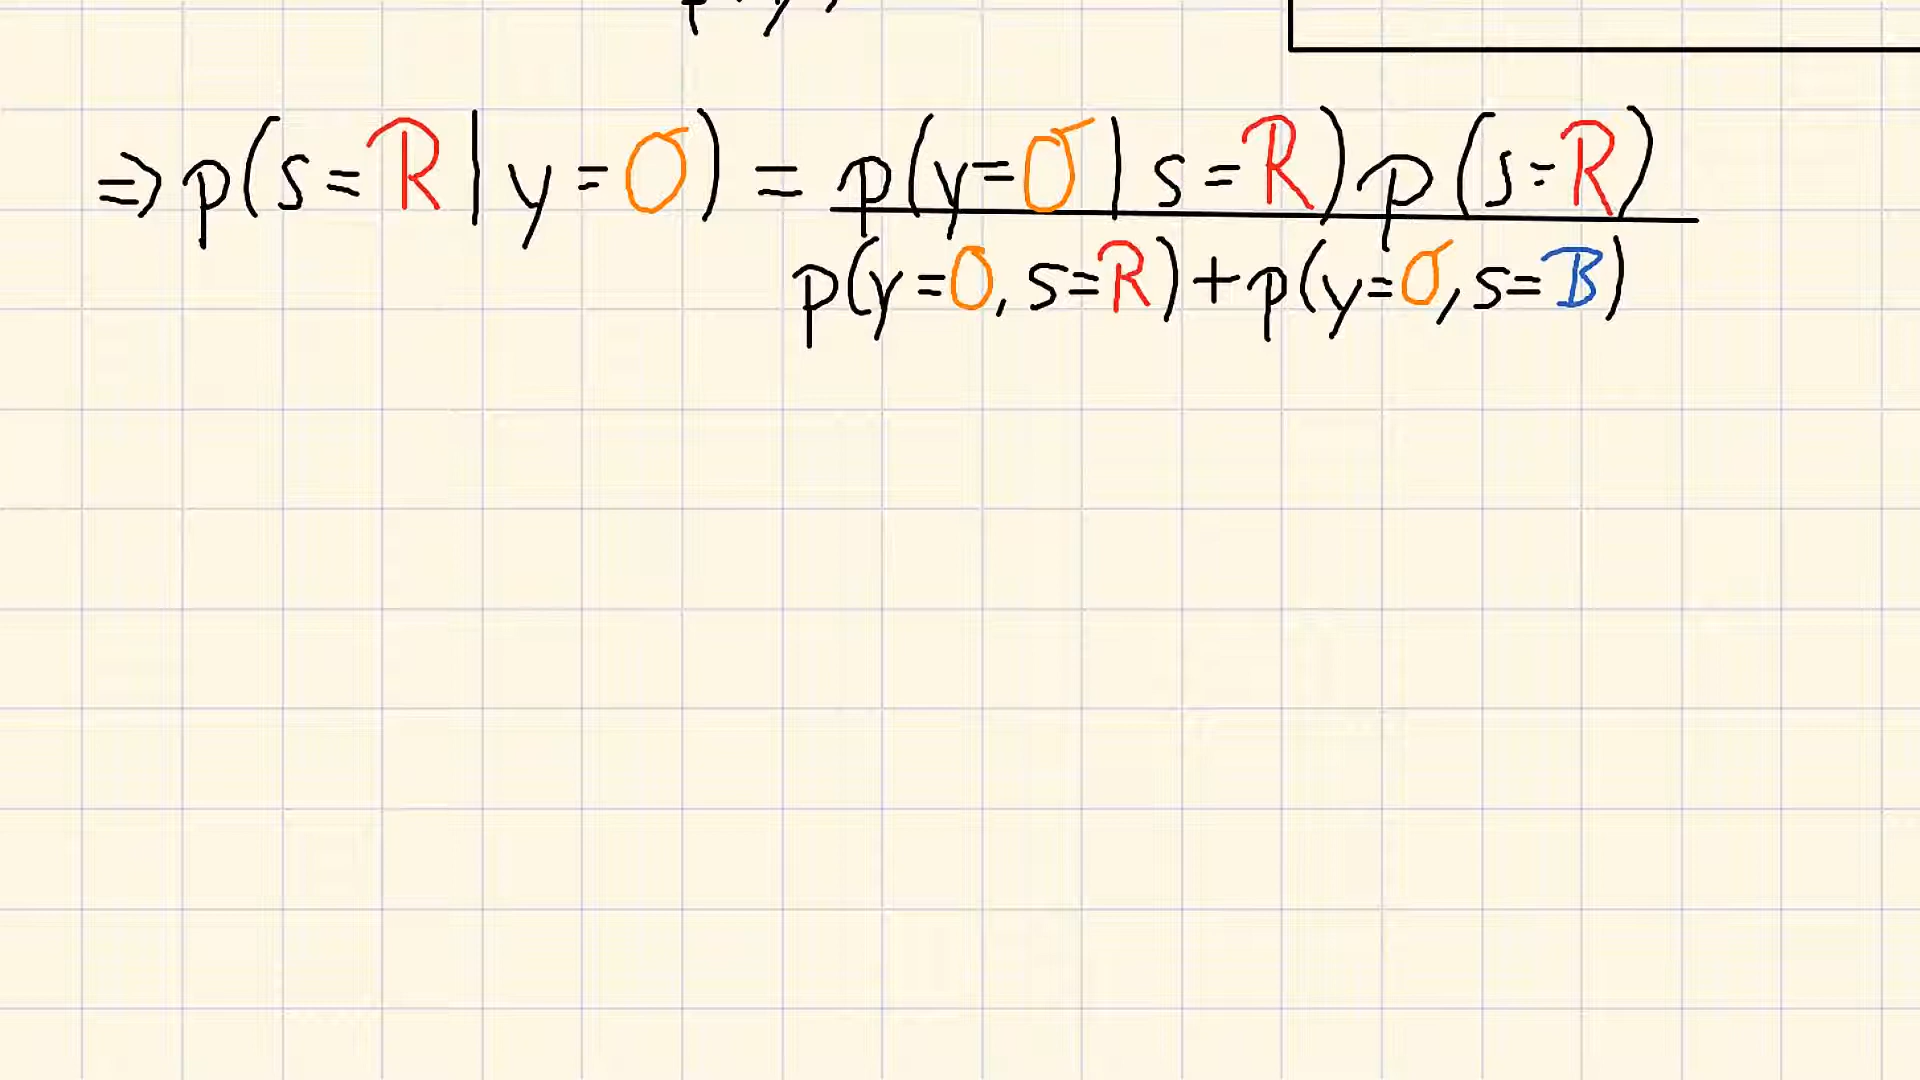 ⇒ p(s=R | y=O) = p(y=O | s=R) p(s=R)
p(y=O, s=R) + p(y=O, s=B)